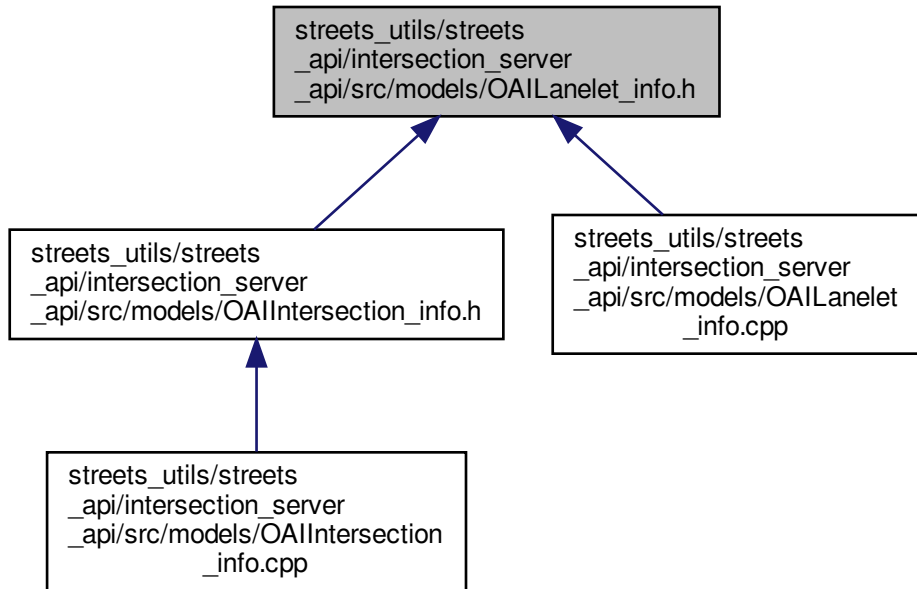 streets_utils/streets
_api/intersection_server
_api/src/models/OAILanelet_info.h
streets_utils/streets
_api/intersection_server
_api/src/models/OAIIntersection_info.h
streets_utils/streets
_api/intersection_server
_api/src/models/OAILanelet
_info.cpp
streets_utils/streets
_api/intersection_server
_api/src/models/OAIIntersection
_info.cpp